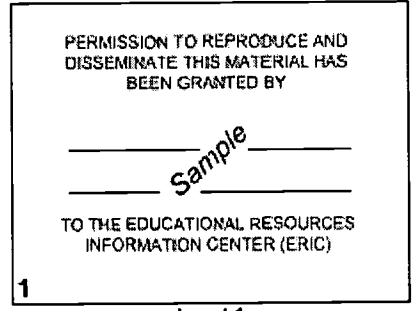 PERMISSION TO REPRODUCE AND
DISSEMINATE THIS MATERIAL HAS
BEEN GRANTED BY
Sample
TO THE EDUCATIONAL RESOURCES
INFORMATION CENTER (ERIC)
1